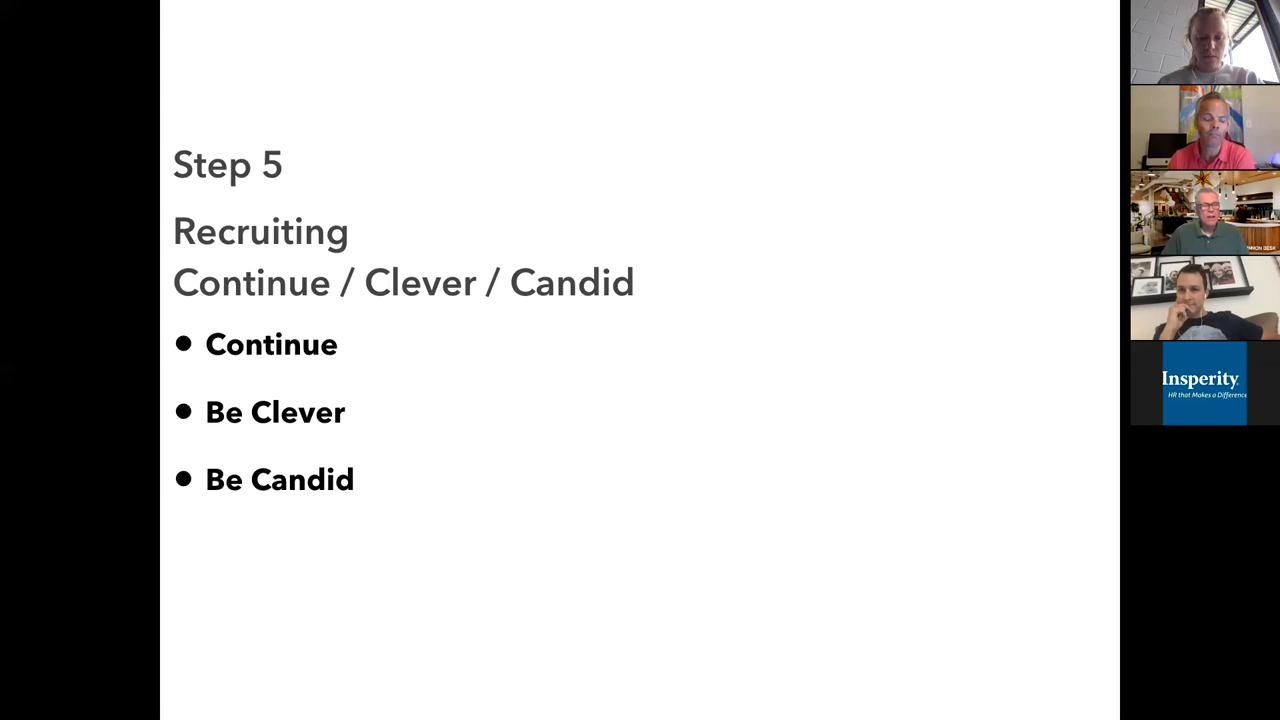 Step 5
Recruiting
Continue / Clever / Candid
• Continue
• Be Clever
• Be Candid
Insperity
HR that Makes a Difference